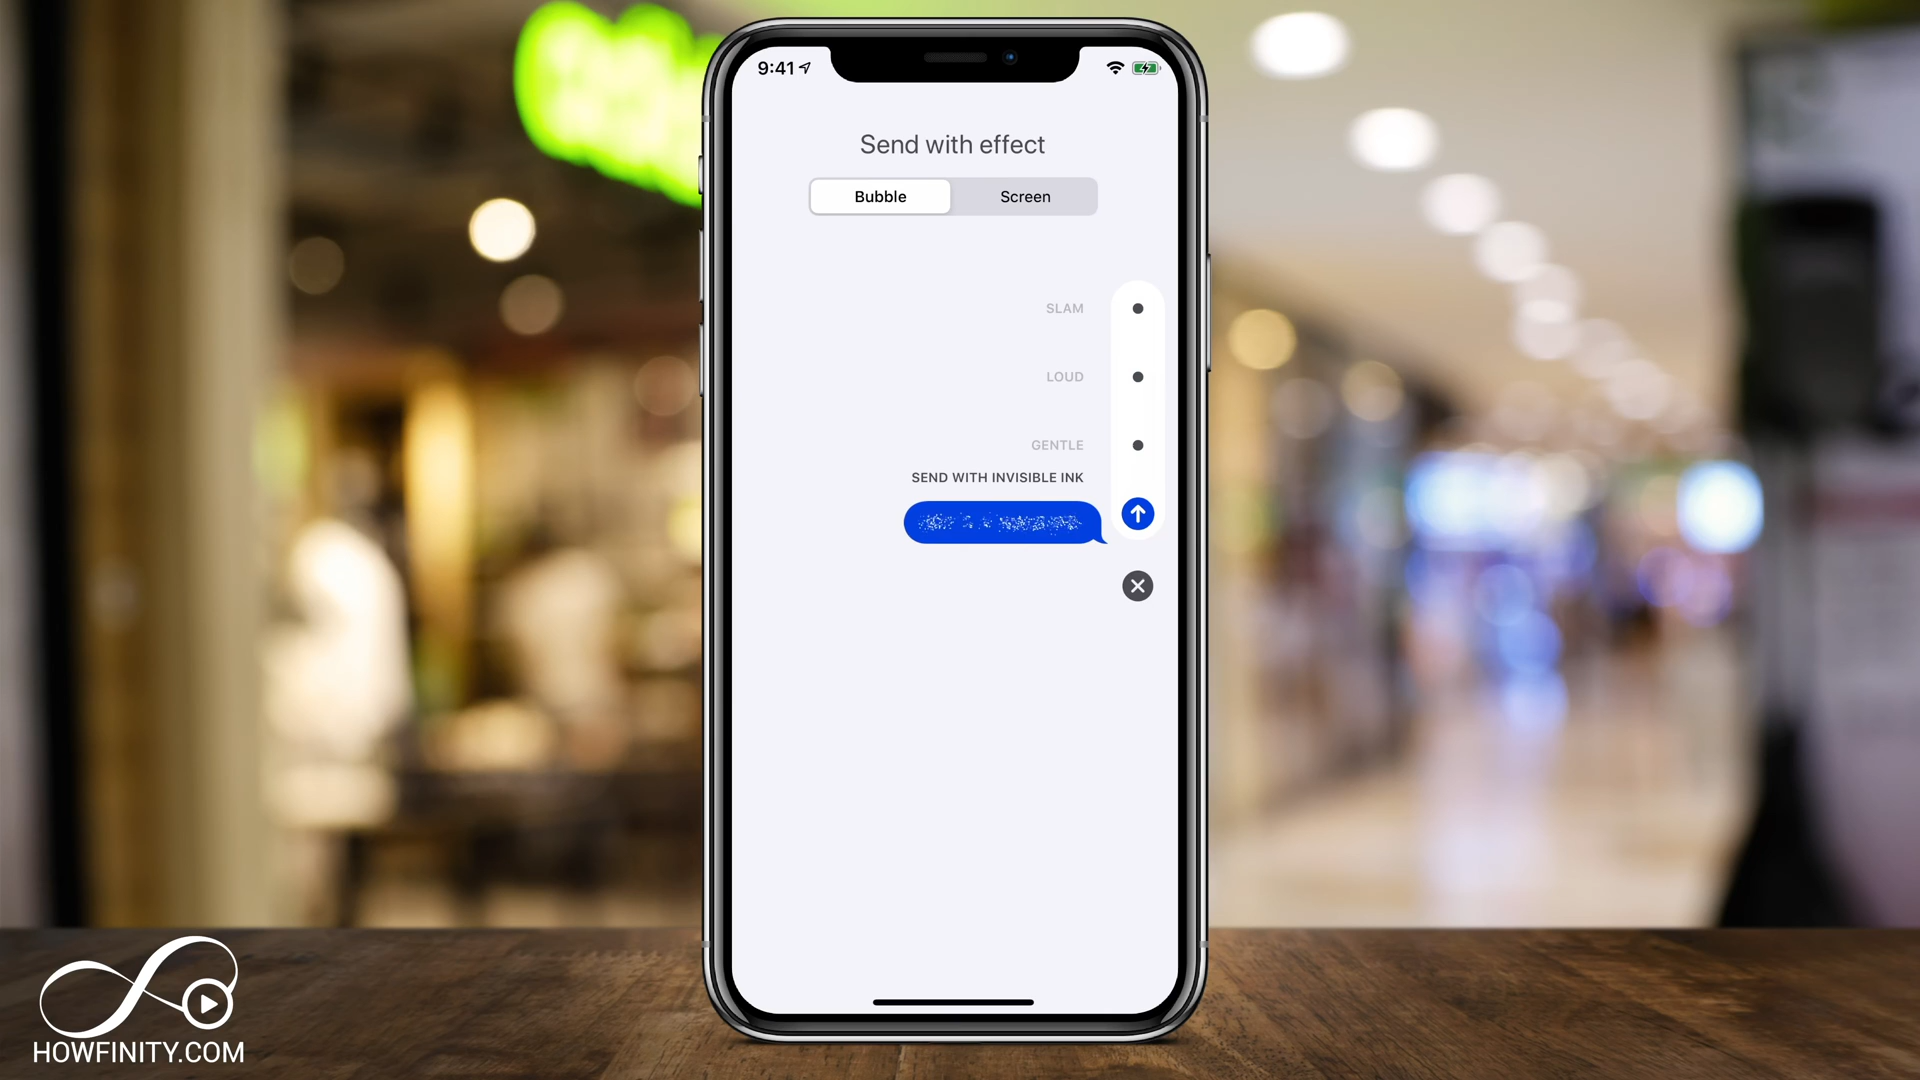 9:41
Send with effect
Bubble
Screen
SLAM
LOUD
GENTLE
SEND WITH INVISIBLE INK
HOWFINITY.COM